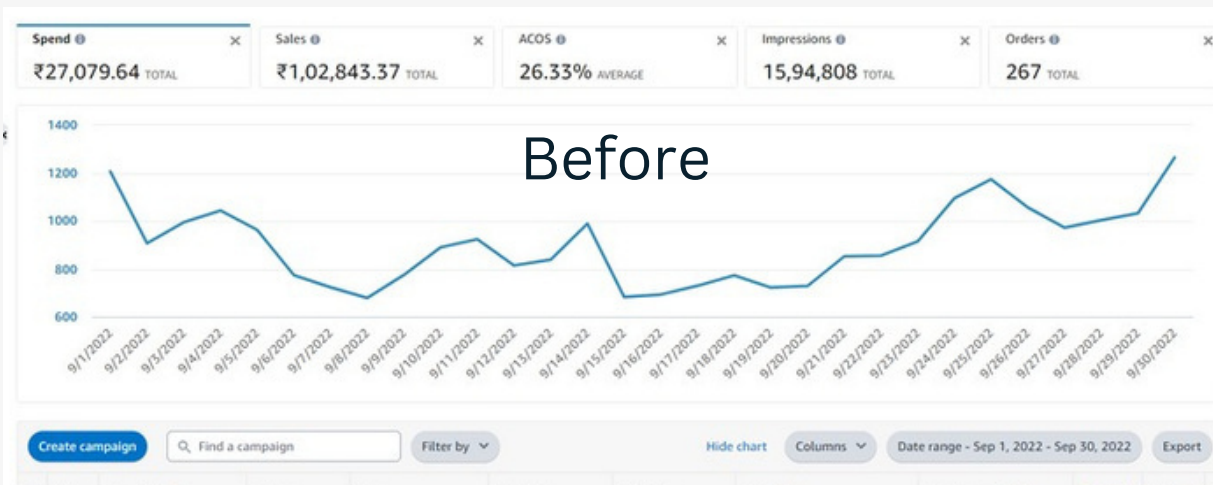 Spend Sales ACOS Impressions Orders
₹27,079.64 TOTAL ₹1,02,843.37 TOTAL 26.33% AVERAGE 15,94,808 TOTAL 267 TOTAL
Before
1400
1200
1000
800
600
9/1/2022 9/2/2022 9/3/2022 9/4/2022 9/5/2022 9/6/2022 9/7/2022 9/8/2022 9/9/2022 9/10/2022 9/11/2022 9/12/2022 9/13/2022 9/14/2022 9/15/2022 9/16/2022 9/17/2022 9/18/2022 9/19/2022 9/20/2022 9/21/2022 9/22/2022 9/23/2022 9/24/2022 9/25/2022 9/26/2022 9/27/2022 9/28/2022 9/29/2022 9/30/2022
Create campaign Find a campaign Filter by Hide chart Columns Date range - Sep 1, 2022 - Sep 30, 2022 Export